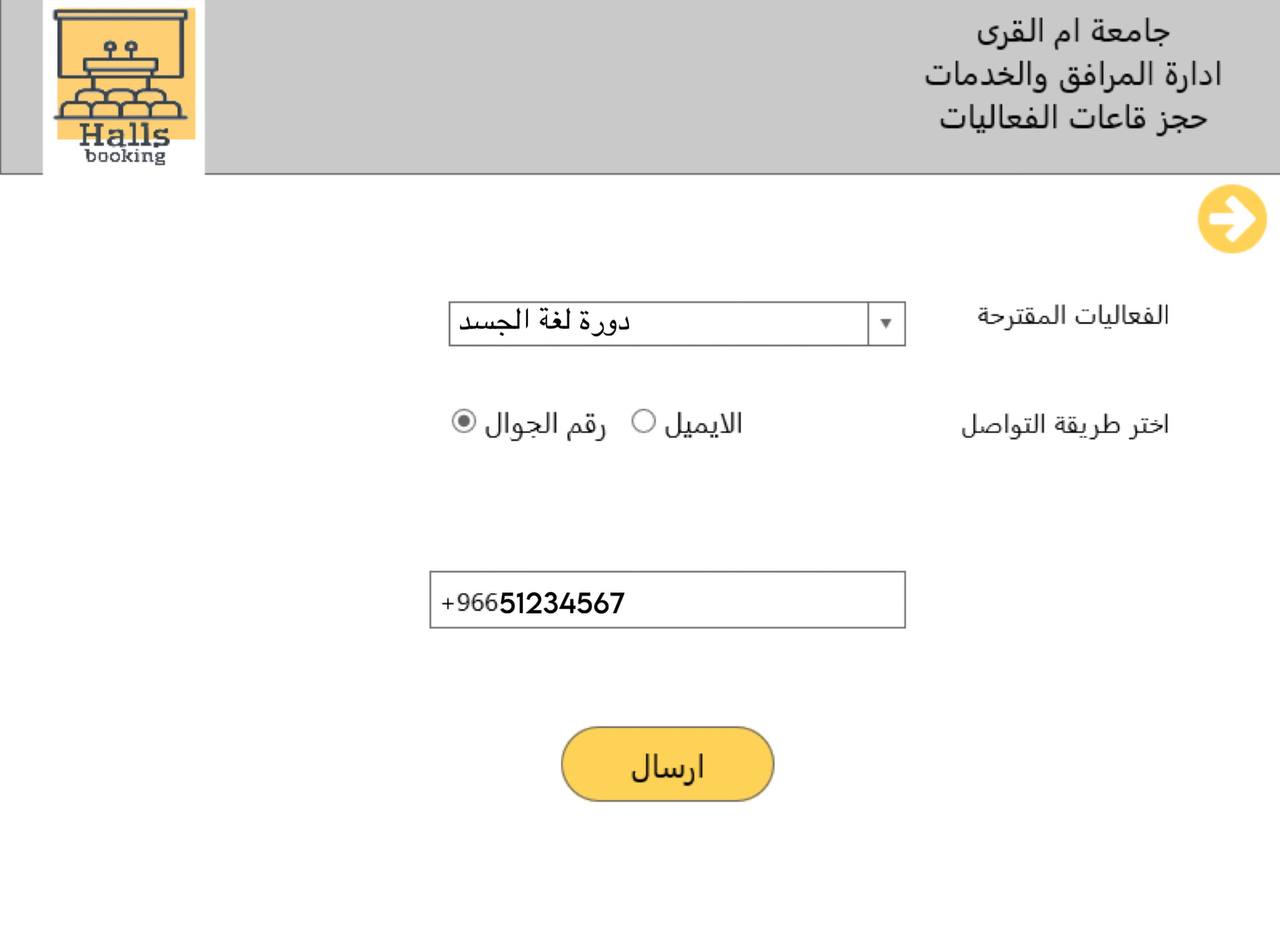 جامعة ام القرى
ادارة المرافق والخدمات
حجز قاعات الفعاليات
Halls
booking
الفعاليات المقترحة
دورة لغة الجسد
اختر طريقة التواصل
الايميل
رقم الجوال
+96651234567
ارسال